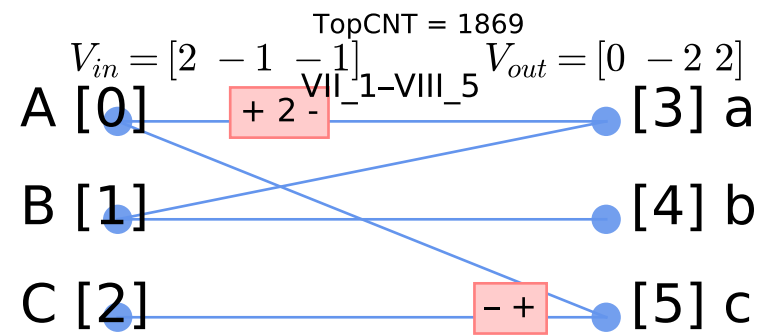 TopCNT = 1869
V_in = [2 −1 −1] V_out = [0 −2 2]
VII_1–VIII_5
A [0] + 2 - [3] a
B [1] [4] b
C [2] – + [5] c